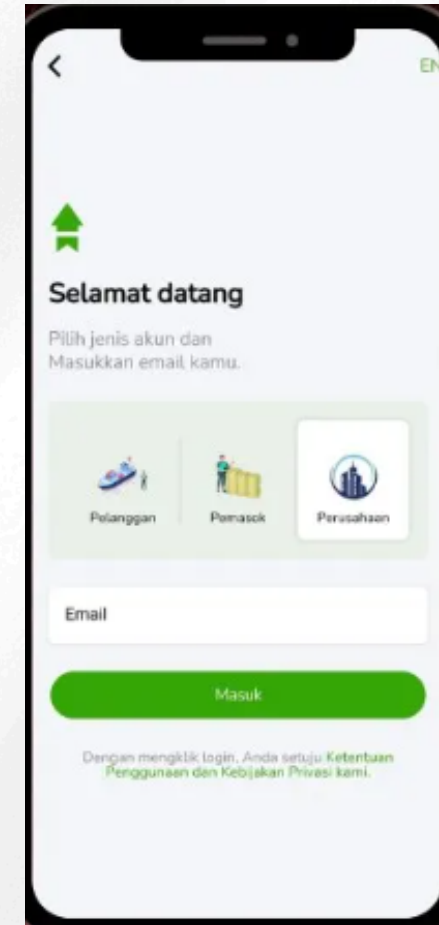 EN
Selamat datang
Pilih jenis akun dan
Masukkan email kamu.
Pelanggan
Pemasok
Perusahaan
Email
Masuk
Dengan mengklik login, Anda setuju Ketentuan
Penggunaan dan Kebijakan Privasi kami.